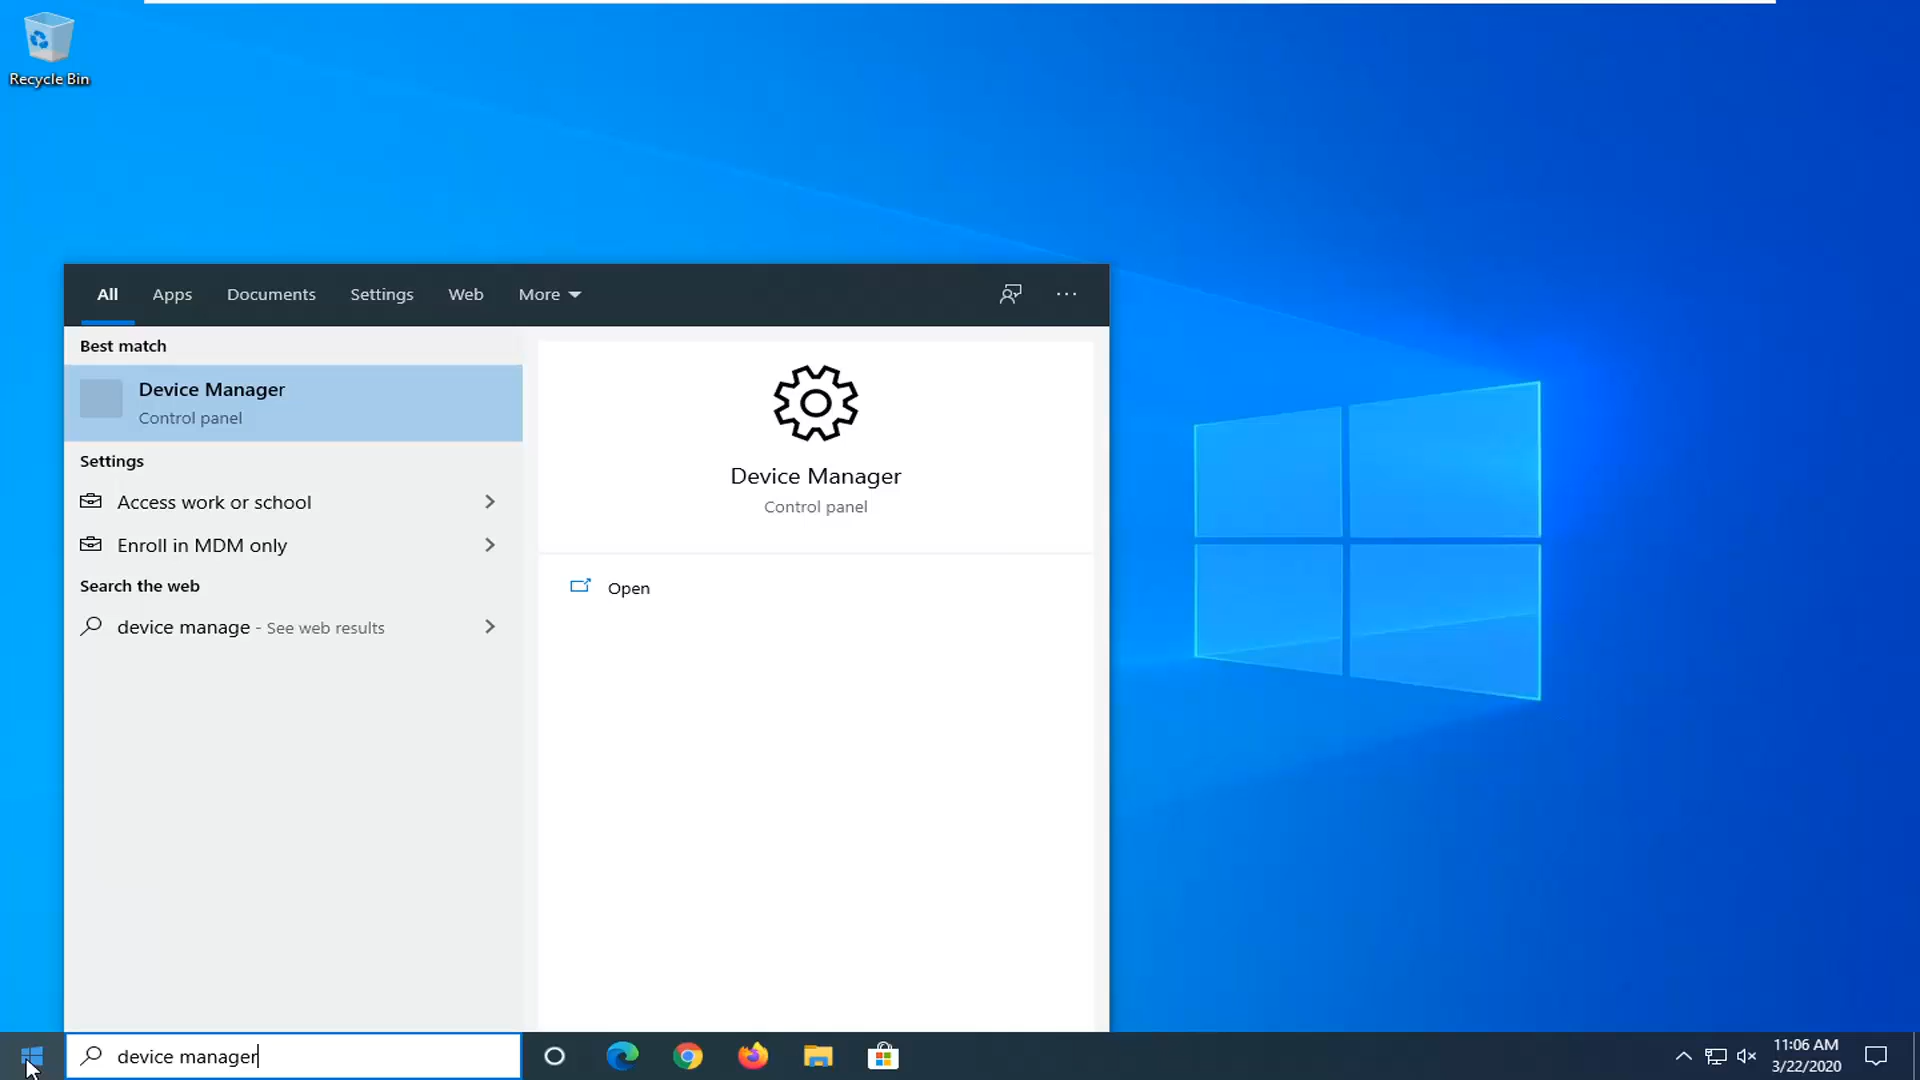 Recycle Bin
All Apps Documents Settings Web More
Best match
Device Manager
Control panel
Settings
Access work or school
Enroll in MDM only
Search the web
device manage - See web results
Device Manager
Control panel
Open
device manager
11:06 AM
3/22/2020